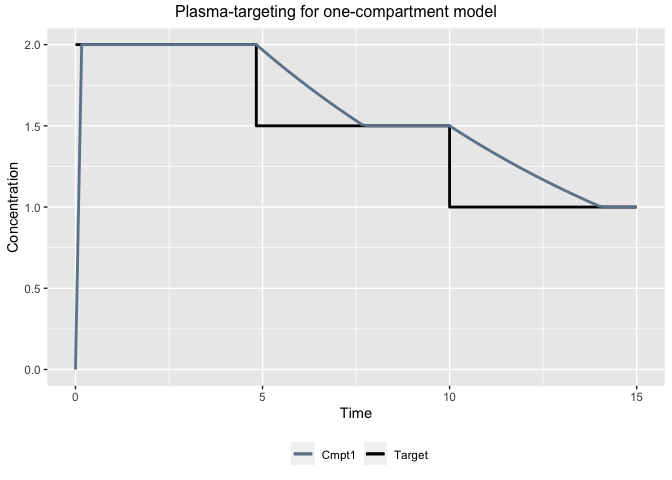 Plasma-targeting for one-compartment model
2.0
1.5
1.0
0.5
0.0
Concentration
0 5 10 15
Time
Cmpt1 Target